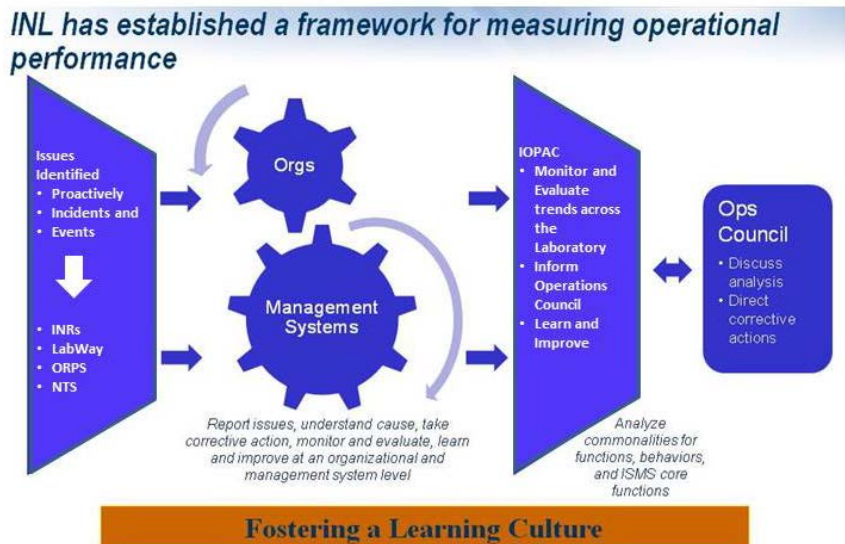 INL has established a framework for measuring operational
performance
Issues
Identified
• Proactively
• Incidents and
• Events
• INRs
• LabWay
• ORPS
• NTS
Orgs
Management
Systems
Report issues, understand cause, take
corrective action, monitor and evaluate, learn
and improve at an organizational and
management system level
IOPAC
• Monitor and
Evaluate
trends across
the
Laboratory
• Inform
Operations
Council
• Learn and
Improve
Analyze
commonalities for
functions, behaviors,
and ISMS core
functions
Ops
Council
• Discuss
analysis
• Direct
corrective
actions
Fostering a Learning Culture